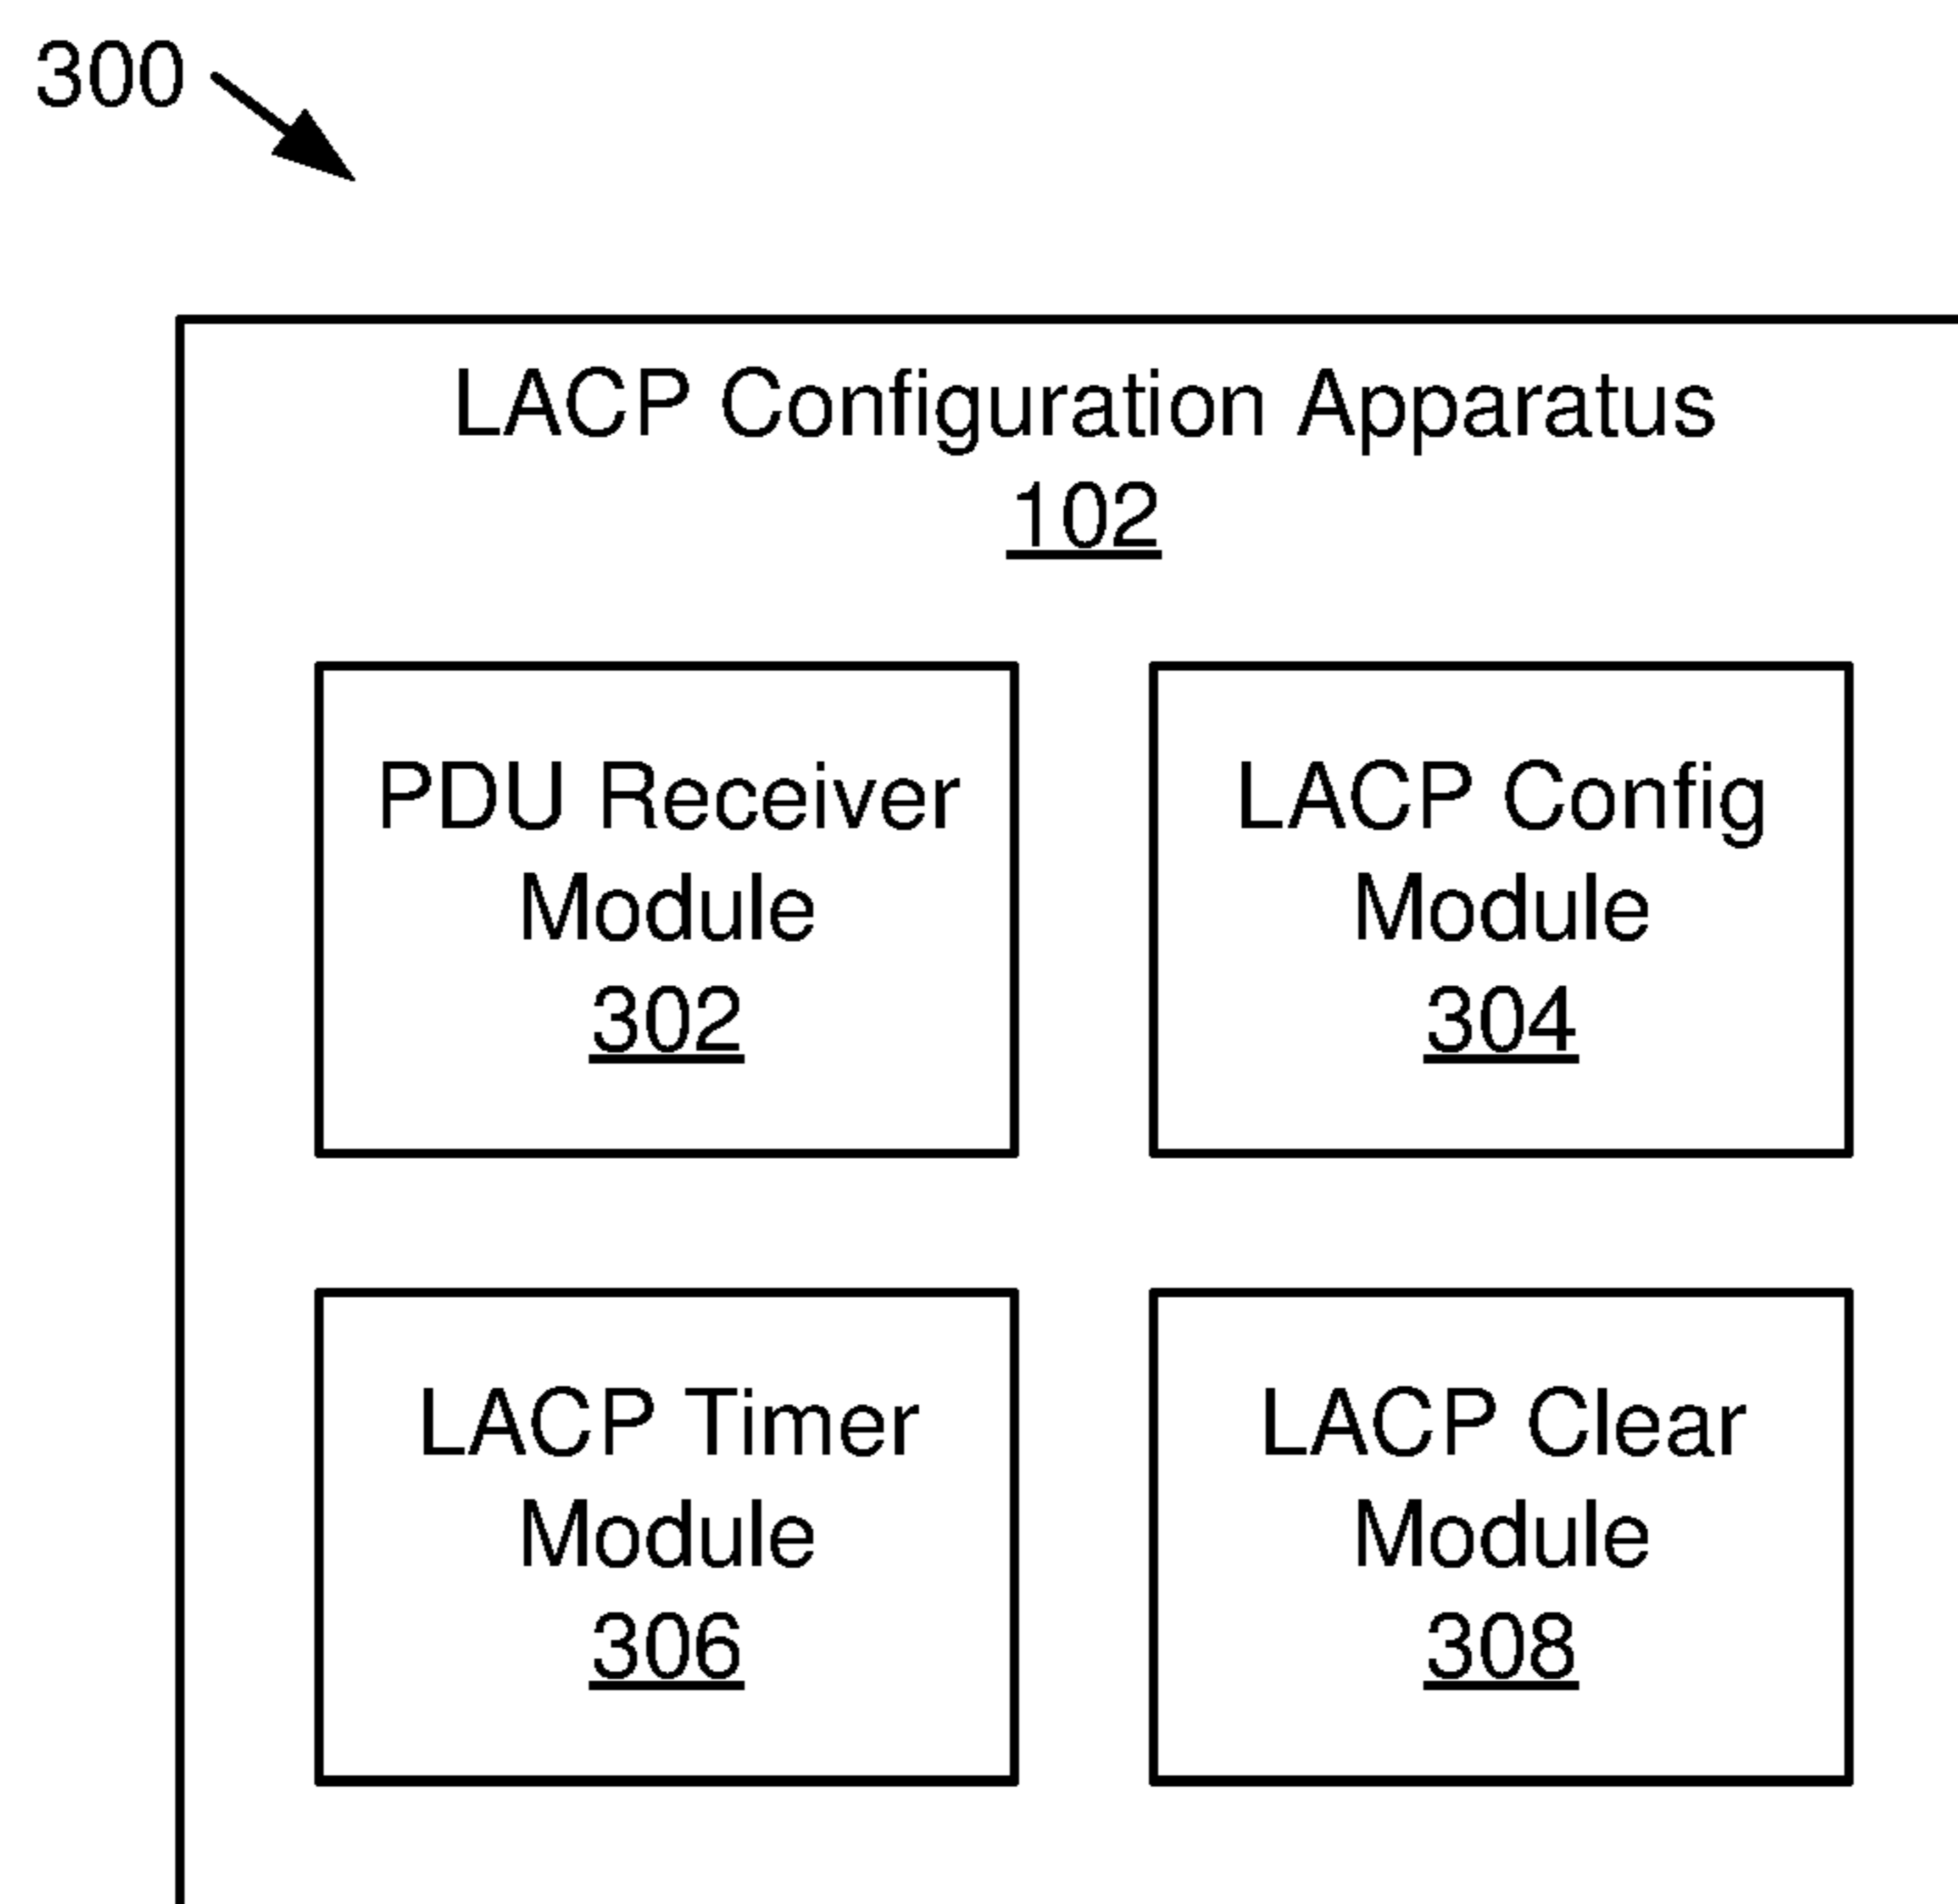 300
LACP Configuration Apparatus
102
PDU Receiver
Module
302
LACP Config
Module
304
LACP Timer
Module
306
LACP Clear
Module
308